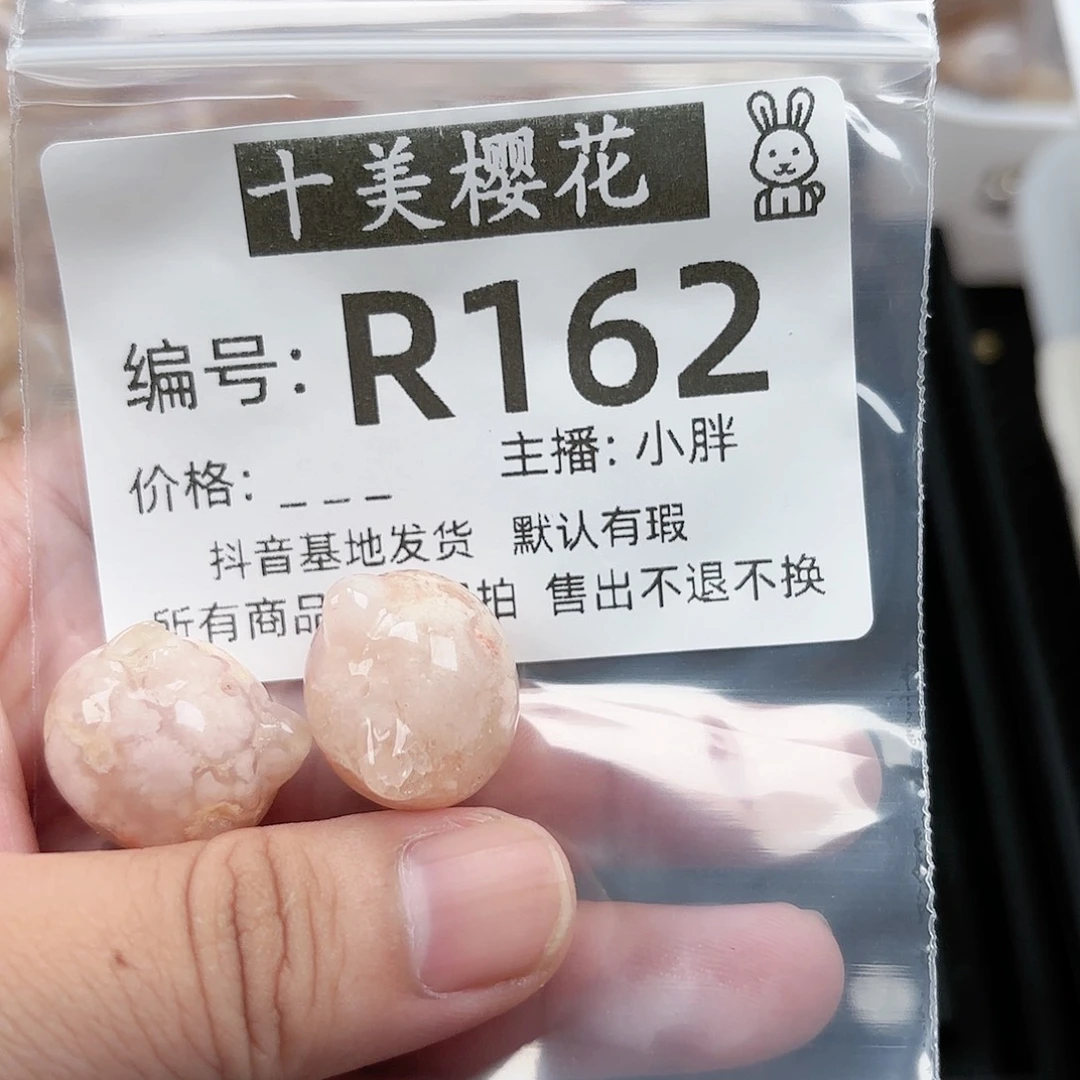 十美樱花
编号: R162
价格: _ _ _ 主播: 小胖
抖音基地发货 默认有瑕
所有商品 拍 售出不退不换